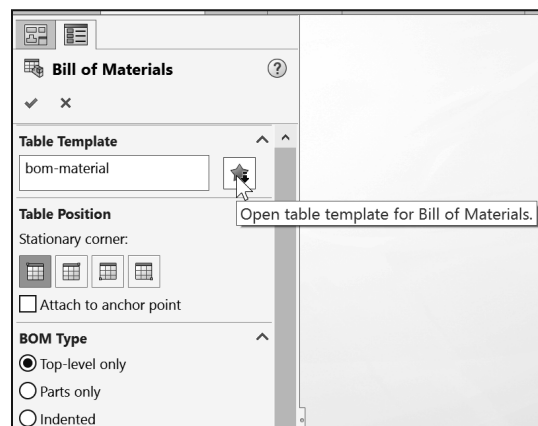 Bill of Materials
?
Table Template
bom-material
Open table template for Bill of Materials.
Table Position
Stationary corner:
Attach to anchor point
BOM Type
Top-level only
Parts only
Indented